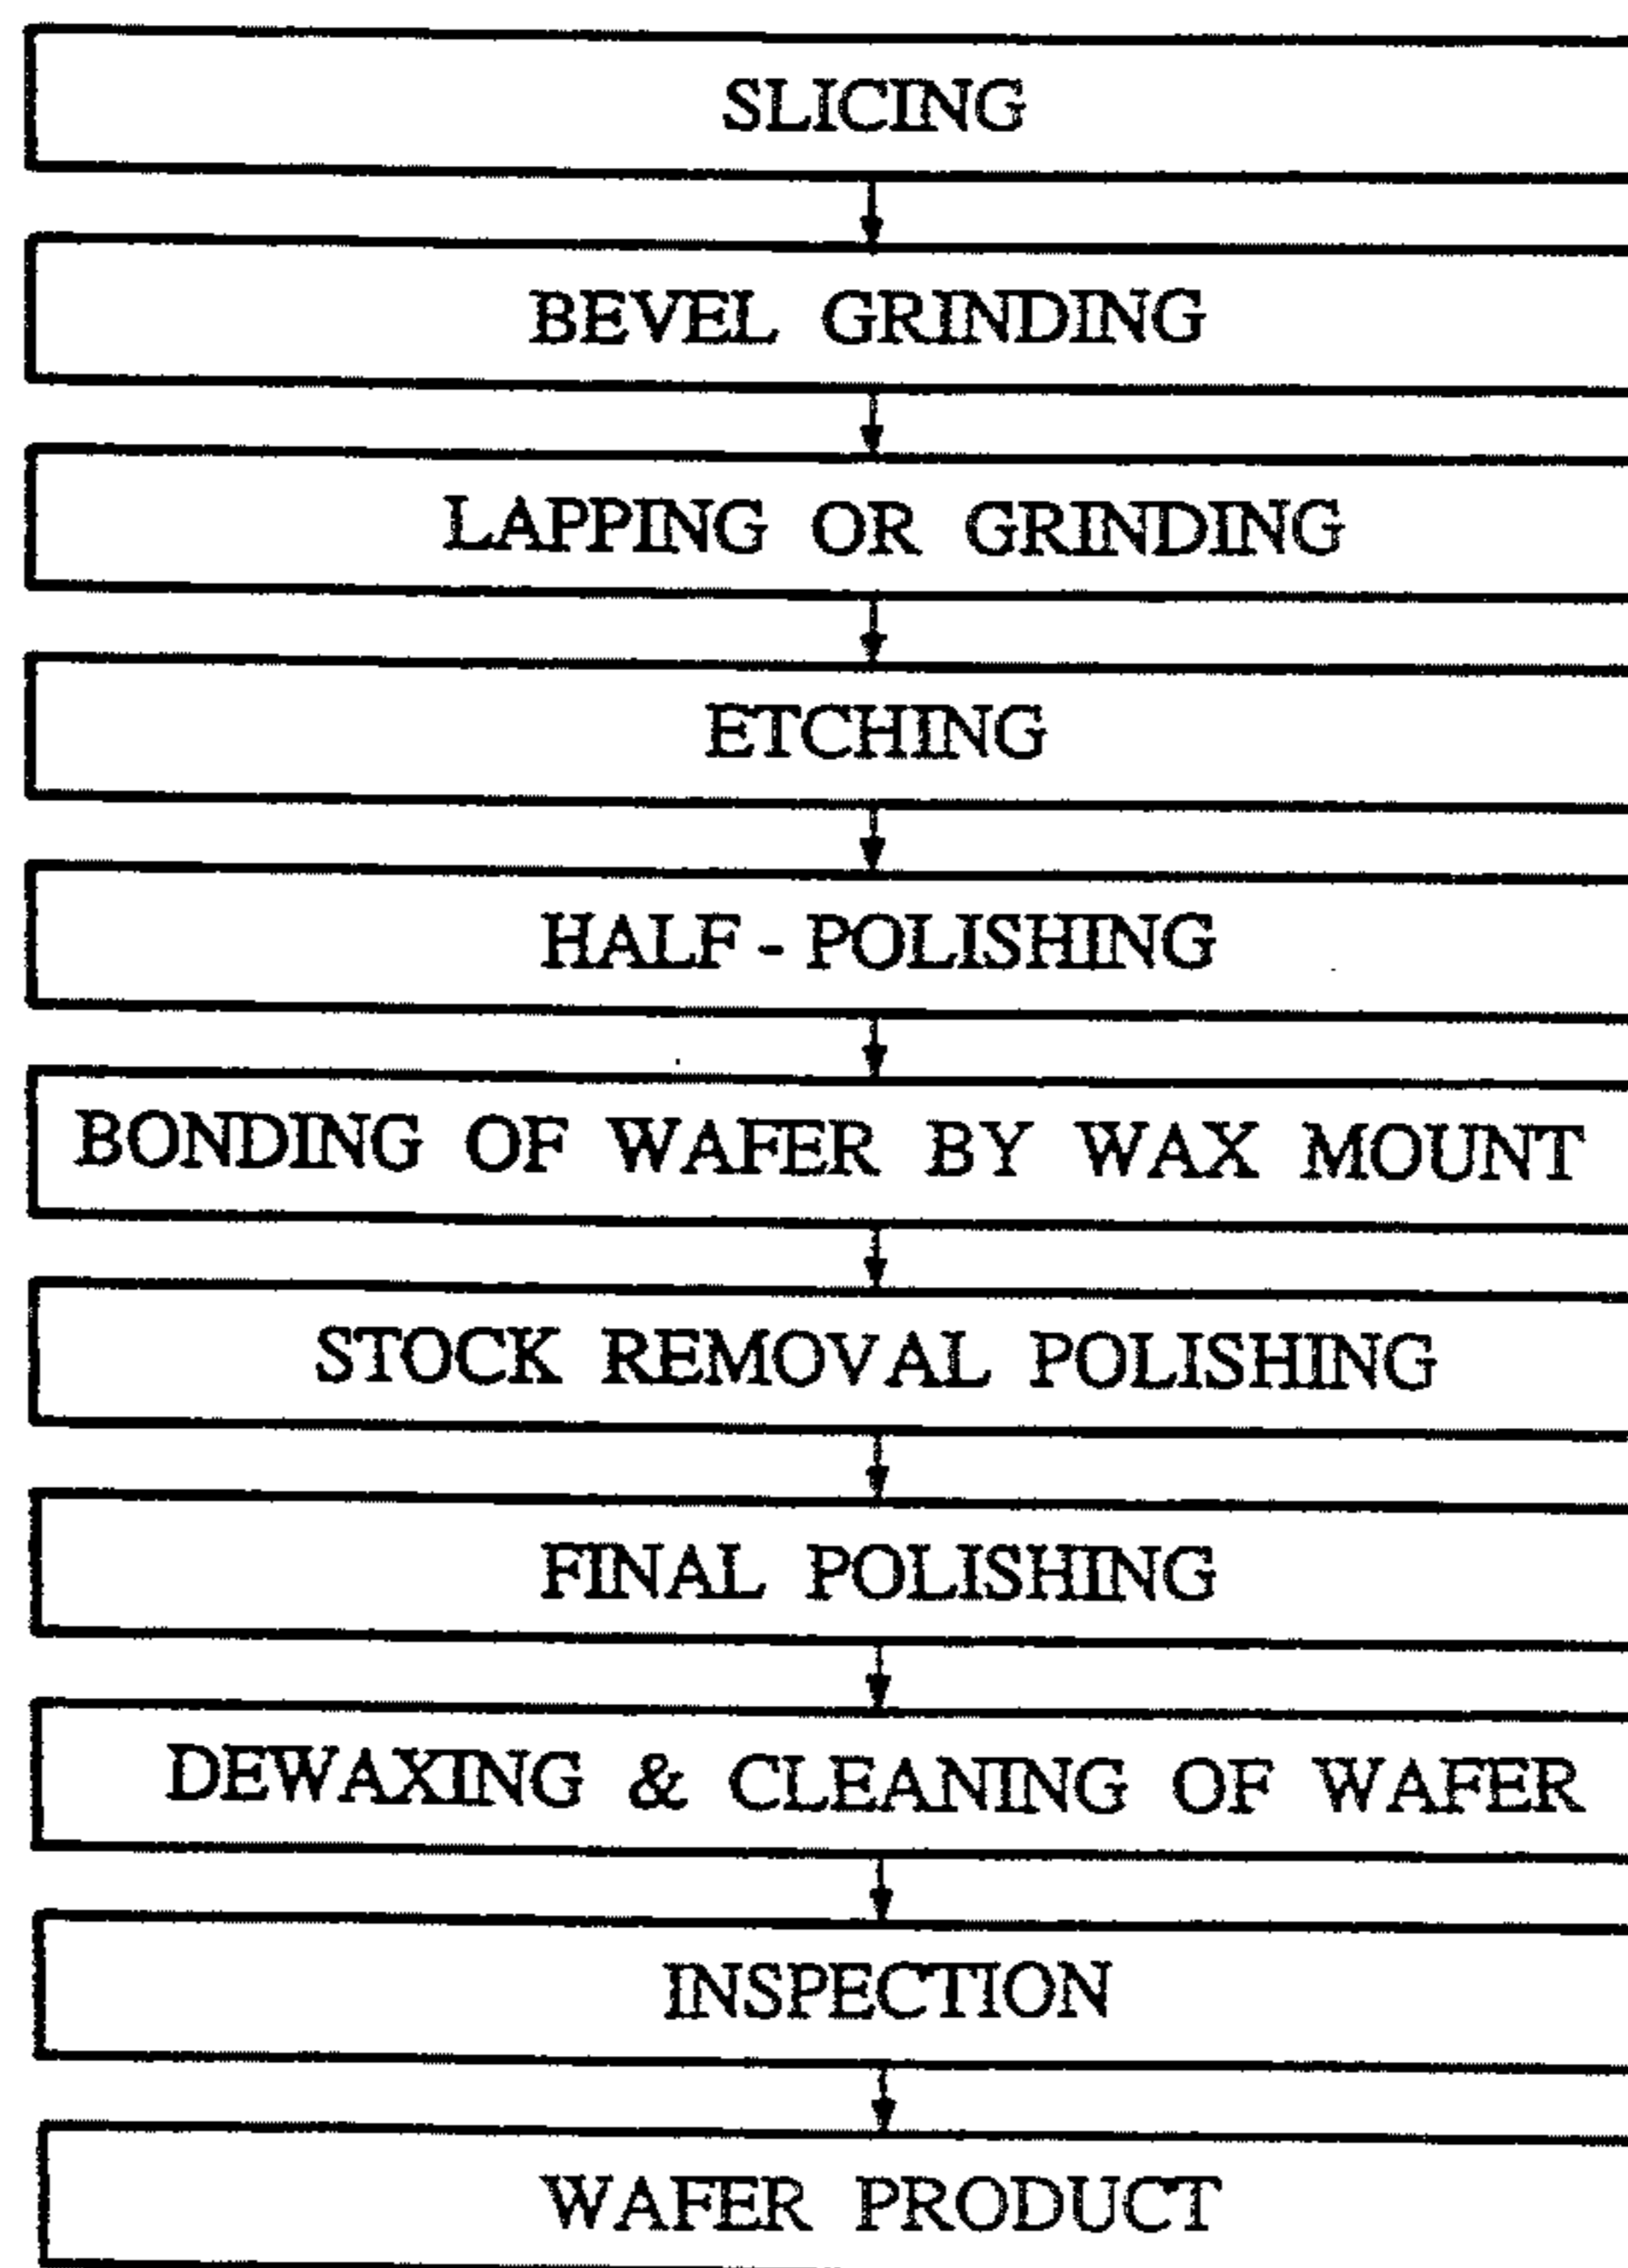 SLICING
BEVEL GRINDING
LAPPING OR GRINDING
ETCHING
HALF - POLISHING
BONDING OF WAFER BY WAX MOUNT
STOCK REMOVAL POLISHING
FINAL POLISHING
DEWAXING & CLEANING OF WAFER
INSPECTION
WAFER PRODUCT